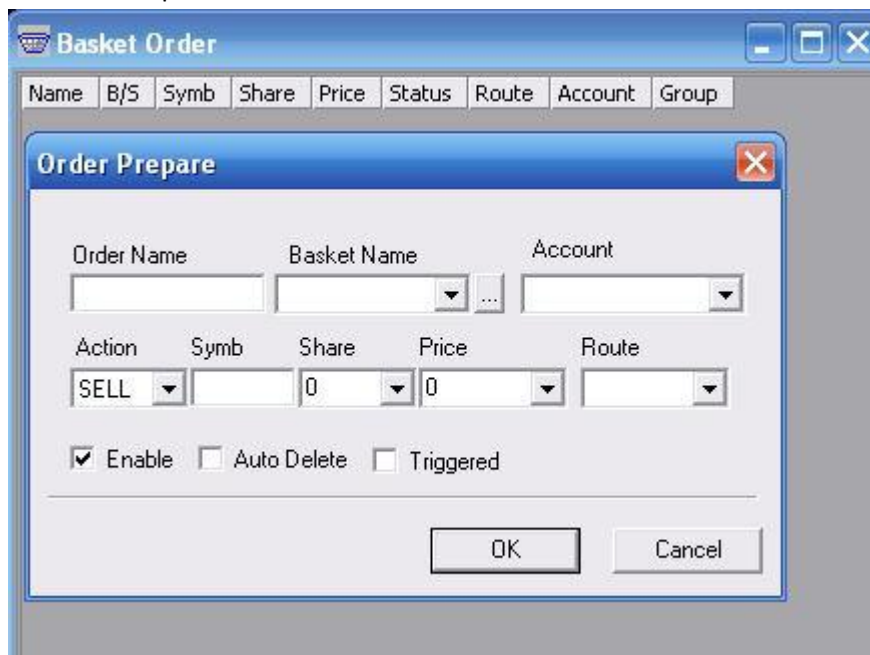 Basket Order
Name B/S Symb Share Price Status Route Account Group
Order Prepare
Order Name Basket Name Account
...
Action Symb Share Price Route
SELL 0 0
Enable Auto Delete Triggered
OK Cancel